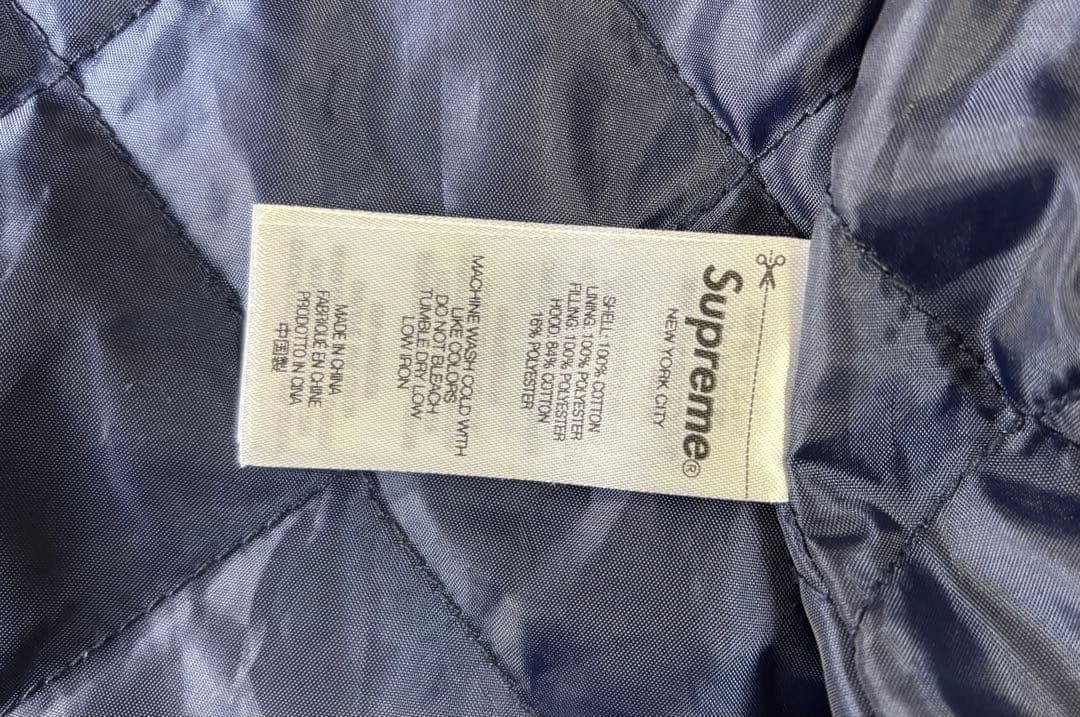 Supreme®
NEW YORK CITY
SHELL: 100% COTTON
LINING: 100% POLYESTER
FILLING: 100% POLYESTER
HOOD: 84% COTTON
16% POLYESTER
MACHINE WASH COLD WITH
LIKE COLORS
DO NOT BLEACH
TUMBLE DRY LOW
LOW IRON
MADE IN CHINA
FABRIQUÉ EN CHINE
PRODOTTO IN CINA
中国製